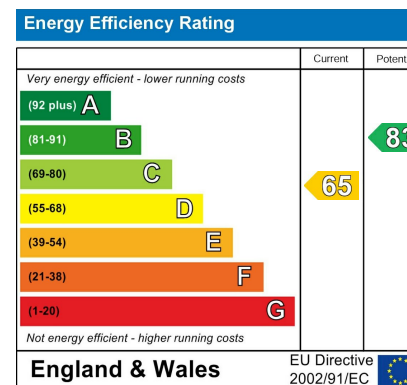 Energy Efficiency Rating
Current Potent
Very energy efficient - lower running costs
(92 plus) A
(81-91) B
83
(69-80) C
65
(55-68) D
(39-54) E
(21-38) F
(1-20) G
Not energy efficient - higher running costs
England & Wales
EU Directive
2002/91/EC